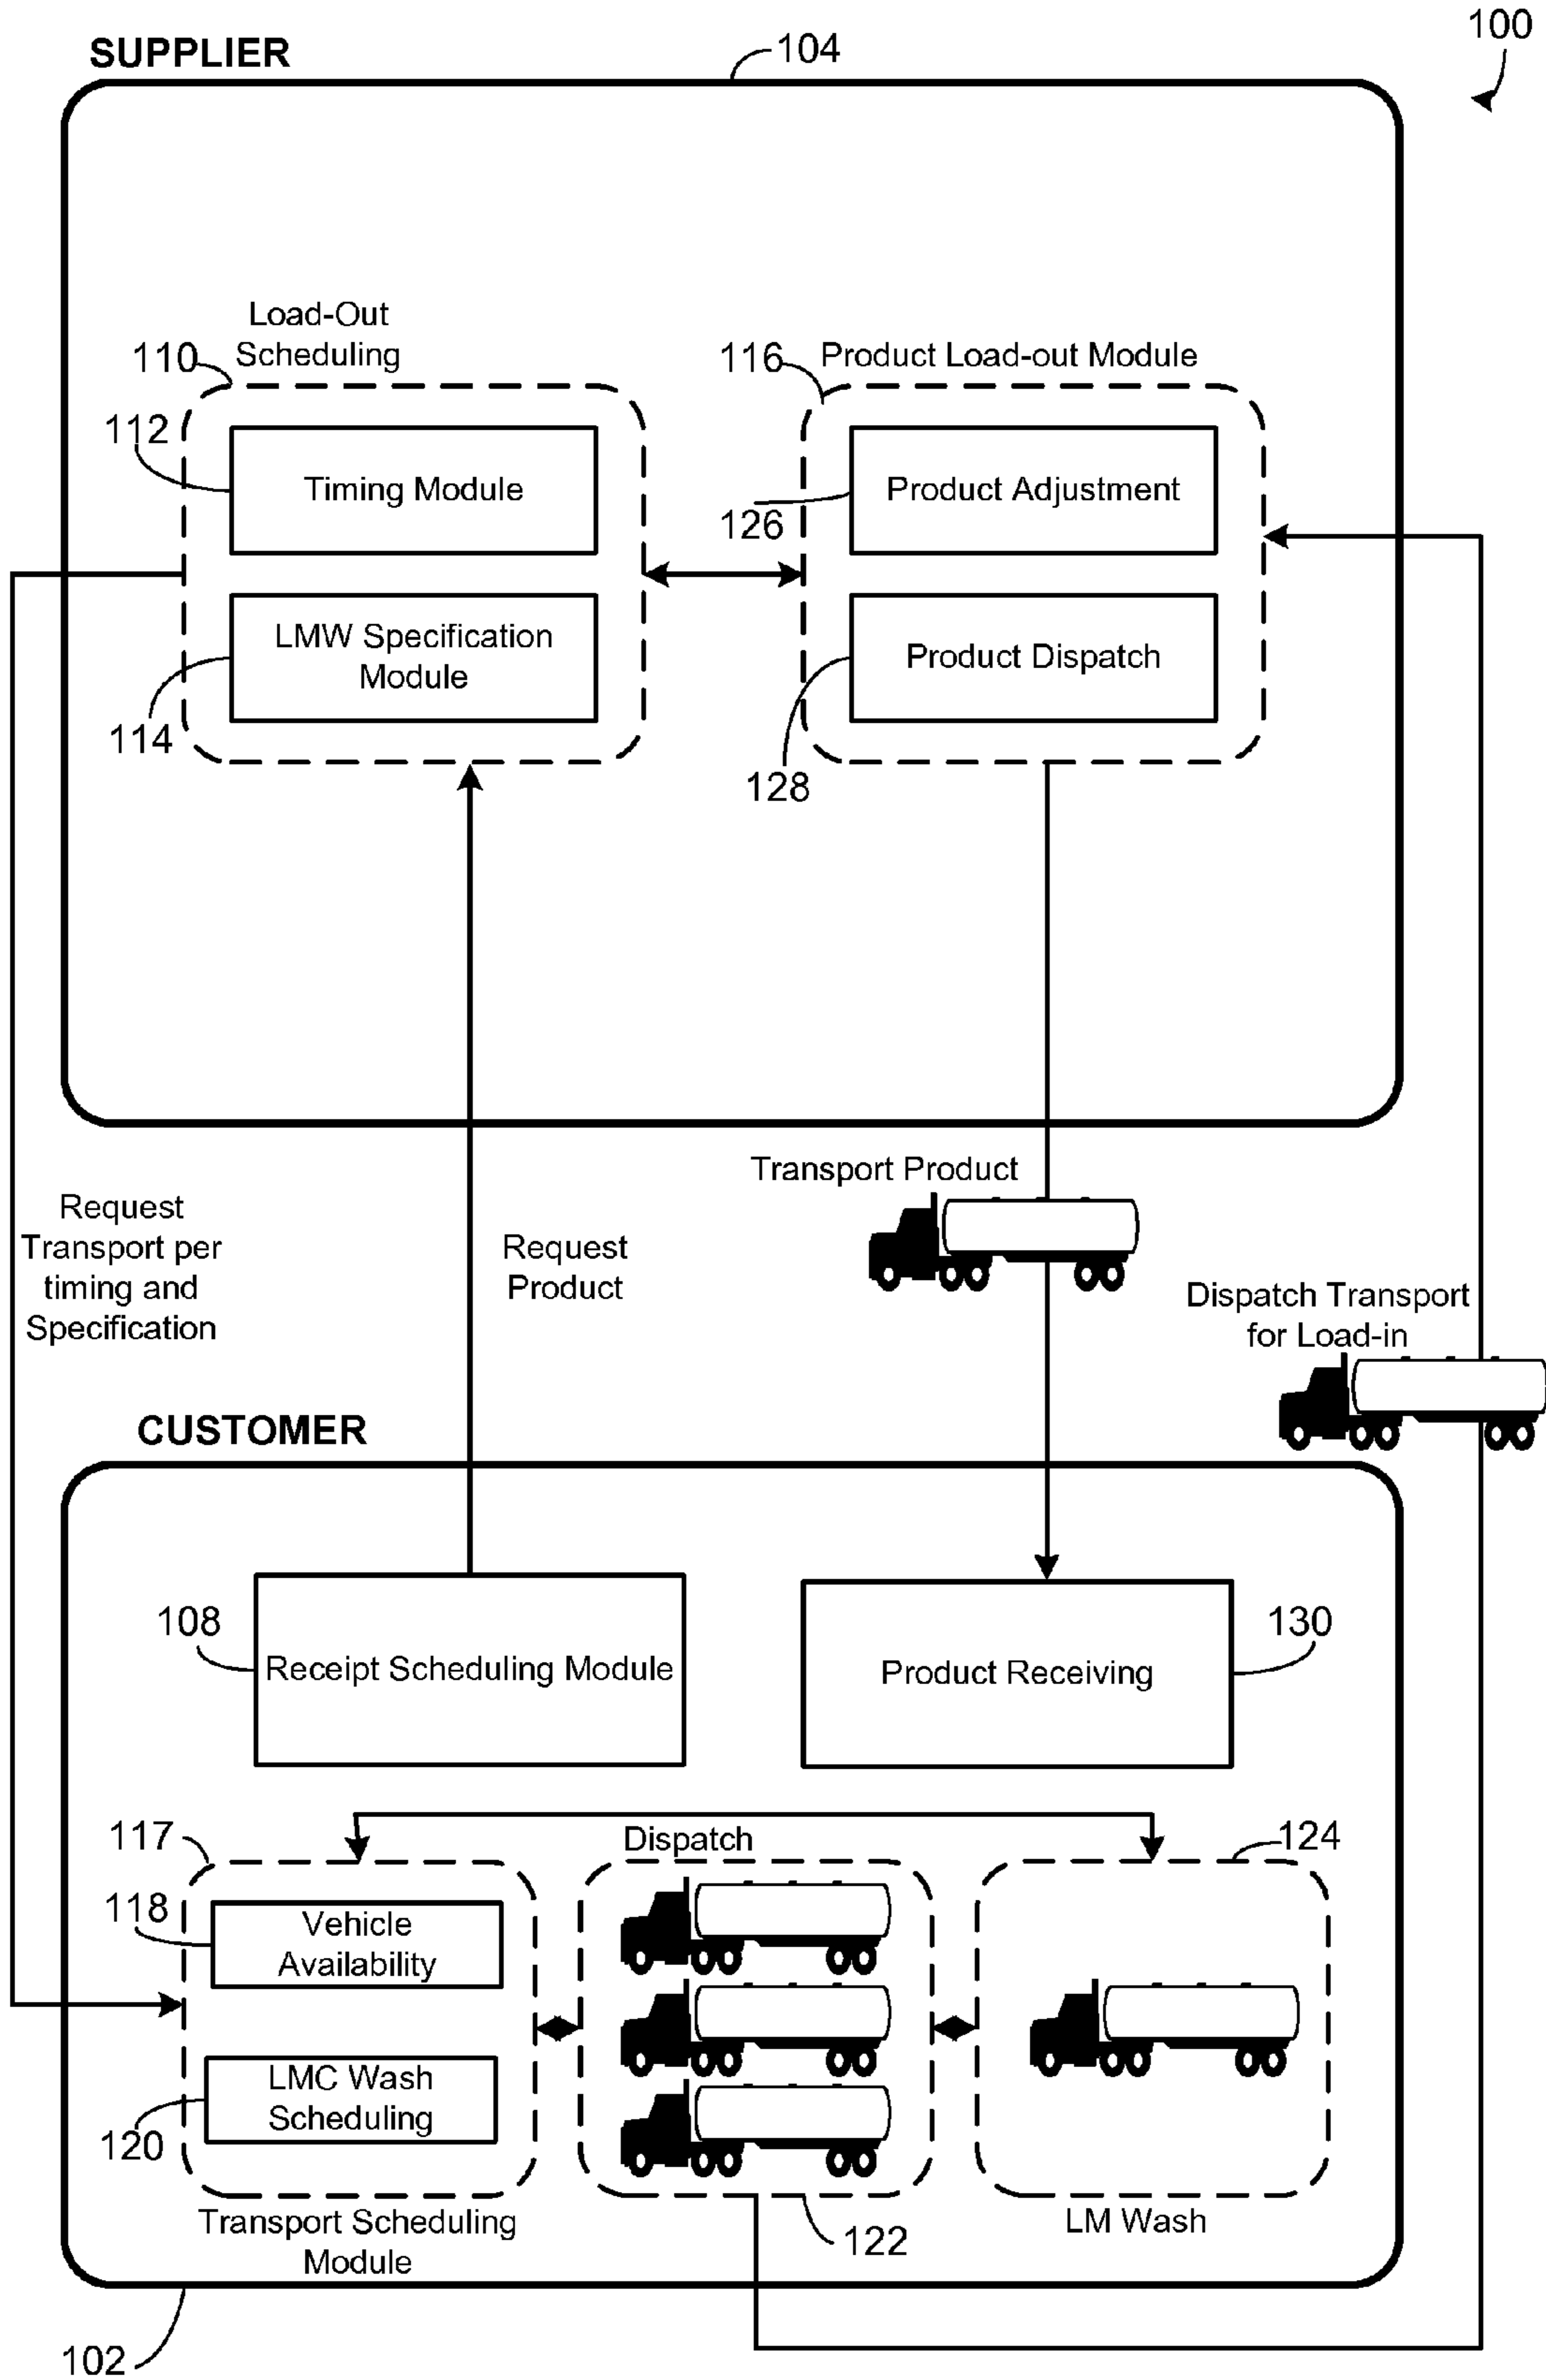 100
SUPPLIER
104
Load-Out
Scheduling
110
116
Product Load-out Module
112
Timing Module
Product Adjustment
126
LMW Specification
Module
Product Dispatch
114
128
Transport Product
Request
Transport per
timing and
Specification
Request
Product
Dispatch Transport
for Load-in
CUSTOMER
108
Receipt Scheduling Module
Product Receiving
130
117
Dispatch
124
118
Vehicle
Availability
LMC Wash
Scheduling
120
Transport Scheduling
Module
122
LM Wash
102